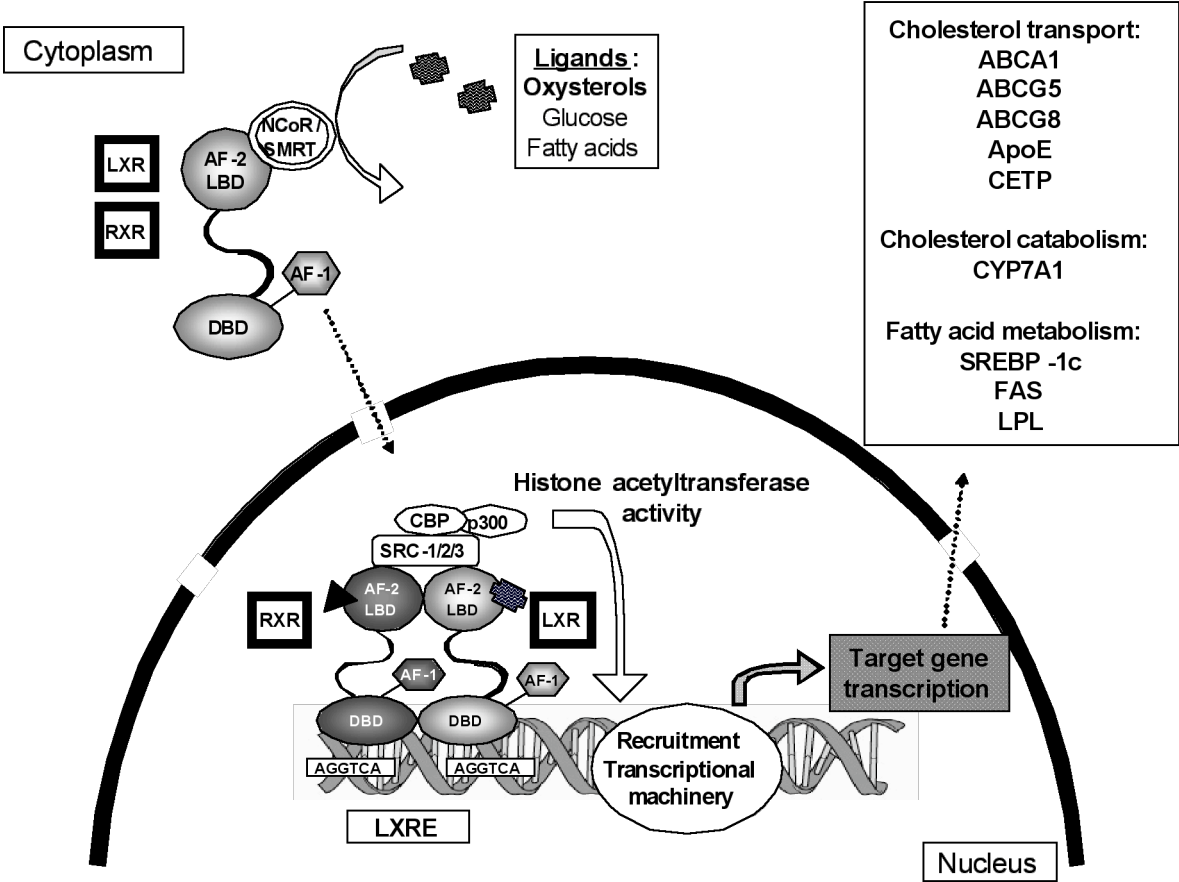 Cytoplasm
Ligands :
Oxysterols
Glucose
Fatty acids
NCoR /
SMRT
LXR
RXR
AF-2
LBD
AF-1
DBD
Cholesterol transport:
ABCA1
ABCG5
ABCG8
ApoE
CETP
Cholesterol catabolism:
CYP7A1
Fatty acid metabolism:
SREBP -1c
FAS
LPL
Histone acetyltransferase
activity
CBP
p300
SRC-1/2/3
RXR
AF-2
LBD
AF-2
LBD
LXR
AF-1
AF-1
DBD
DBD
AGGTCA
AGGTCA
LXRE
Recruitment
Transcriptional
machinery
Target gene
transcription
Nucleus